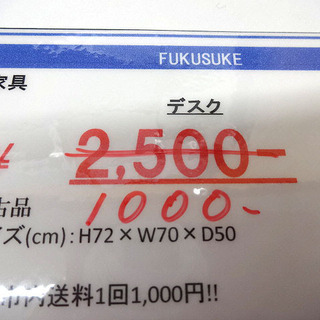 FUKUSUKE
家具
デスク
¥ 2,500-
古品 1000-
イズ(cm):H72×W70×D50
市内送料1回1,000円!!